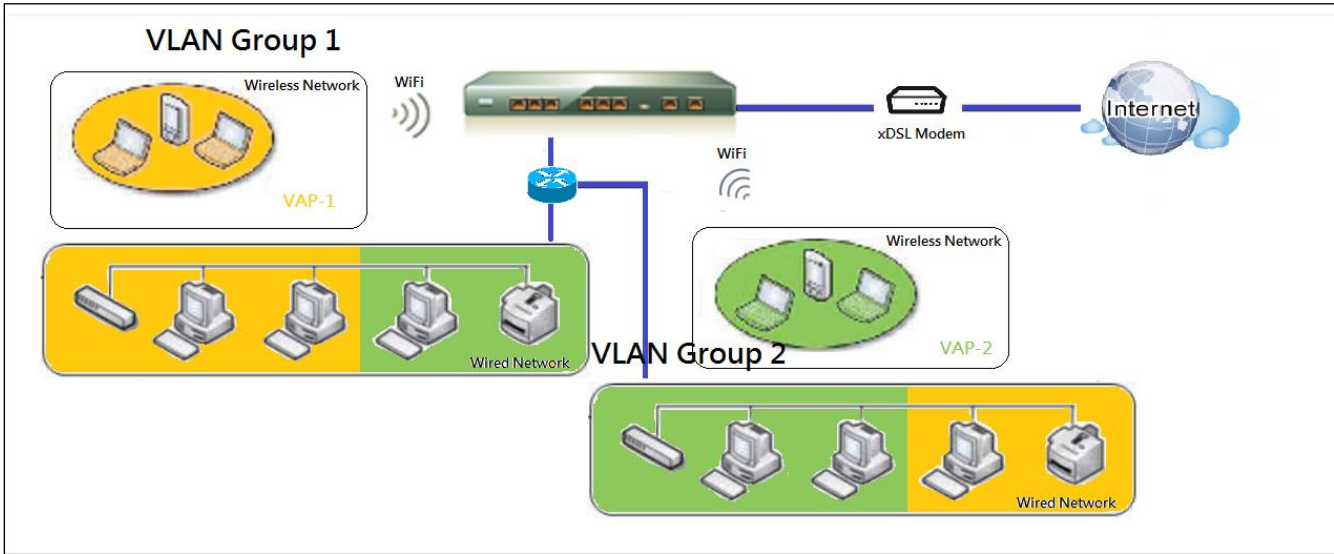 VLAN Group 1
Wireless Network
WiFi
VAP-1
xDSL Modem
Internet
WiFi
Wireless Network
VAP-2
Wired Network
VLAN Group 2
Wired Network